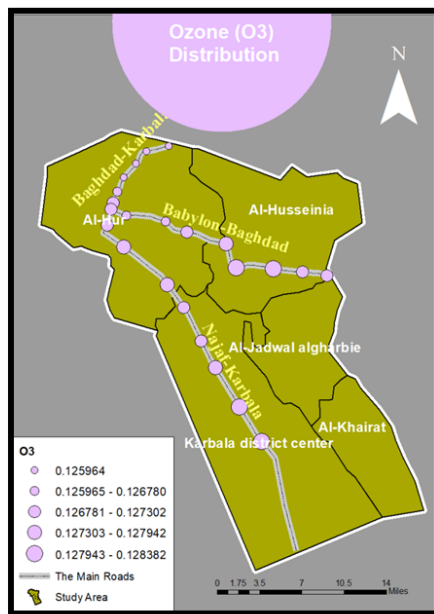 Ozone (O3)
Distribution
N
Baghdad-Karbal-
Al-Husseinia
Babylon-Baghdad
Al-Hur
Najaf-Karbala
Al-Jadwal algharbie
Al-Khairat
Karbala district center
O3
0.125964
0.125965 - 0.126780
0.126781 - 0.127302
0.127303 - 0.127942
0.127943 - 0.128382
The Main Roads
Study Area
0 1.75 3.5 7 10.5 14
Miles